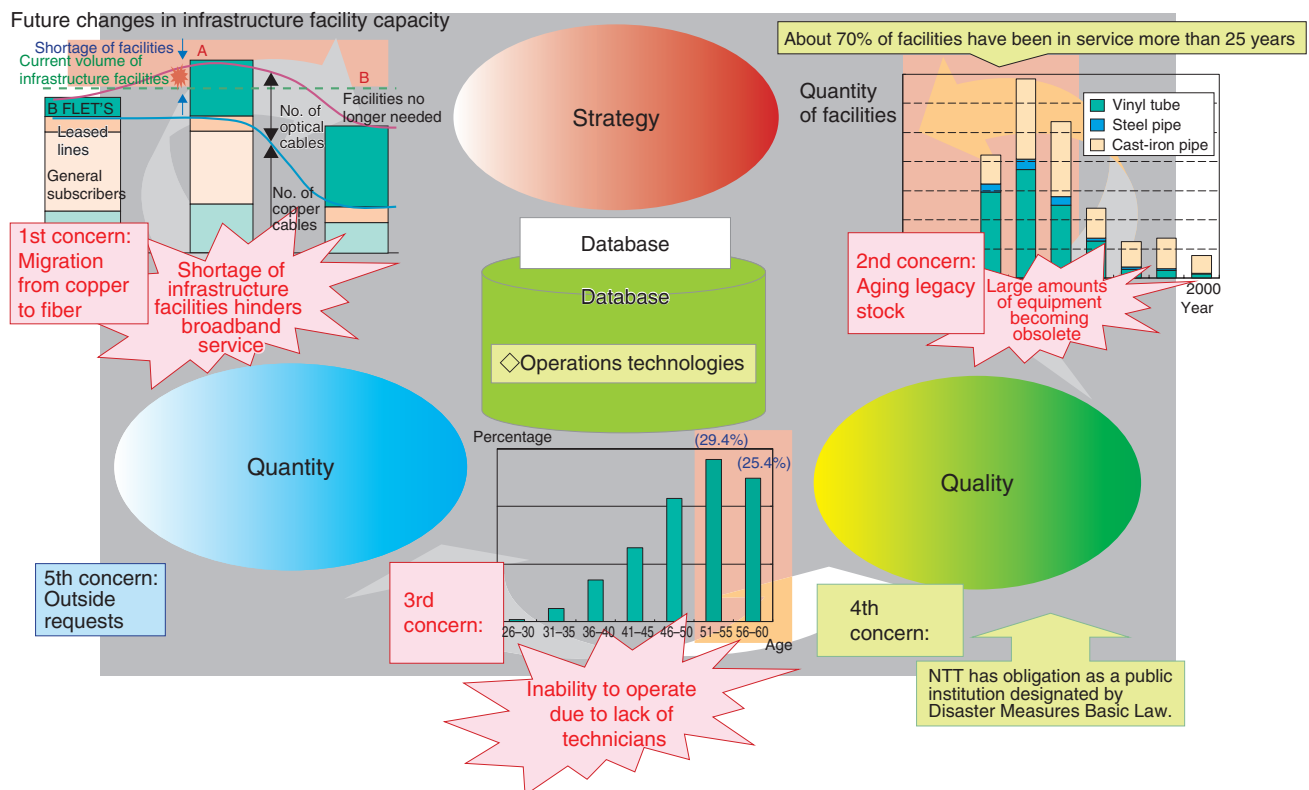 Future changes in infrastructure facility capacity
Shortage of facilities
A
Current volume of
infrastructure facilities
B
B FLET'S
Leased
lines
General
subscribers
No. of
optical
cables
No. of
copper
cables
Facilities no
longer needed
1st concern:
Migration
from copper
to fiber
Shortage of
infrastructure
facilities hinders
broadband
service
Strategy
Database
Database
◇Operations technologies
About 70% of facilities have been in service more than 25 years
Quantity
of facilities
Vinyl tube
Steel pipe
Cast-iron pipe
2000
Year
2nd concern:
Aging legacy
stock
Large amounts
of equipment
becoming
obsolete
Quantity
Quality
Percentage
(29.4%)
(25.4%)
26–30 31–35 36–40 41–45 46–50 51–55 56–60
Age
3rd
concern:
Inability to operate
due to lack of
technicians
4th
concern:
5th concern:
Outside
requests
NTT has obligation as a public
institution designated by
Disaster Measures Basic Law.